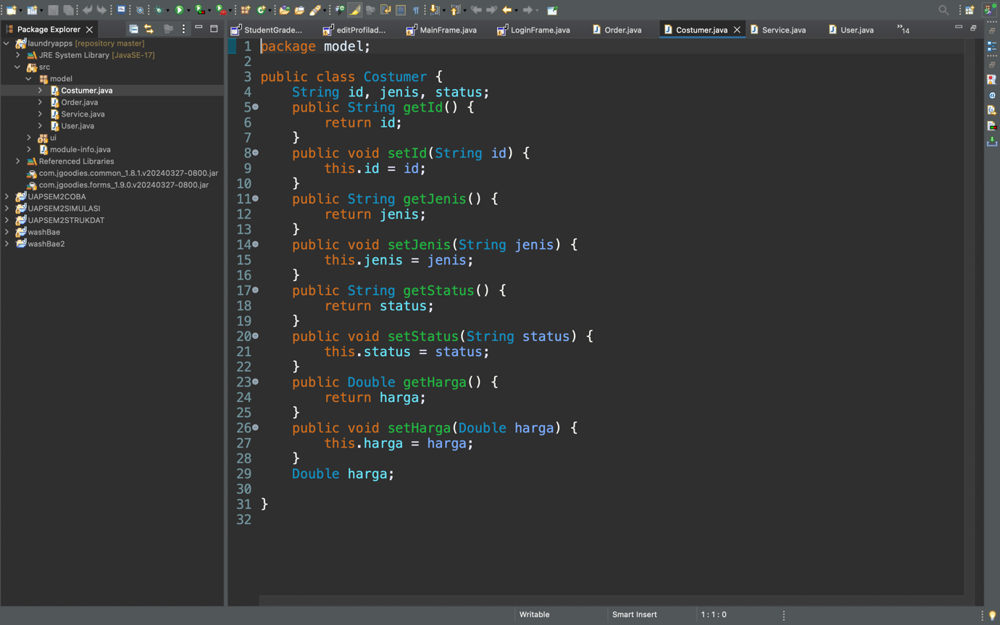 Package Explorer
laundryapps [repository master]
JRE System Library [JavaSE-17]
src
model
Costumer.java
Order.java
Service.java
User.java
ui
module-info.java
Referenced Libraries
com.jgoodies.common_1.8.1.v20240327-0800.jar
com.jgoodies.forms_1.9.0.v20240327-0800.jar
UAPSEM2COBA
UAPSEM2SIMULASI
UAPSEM2STRUKDAT
washBae
washBae2
StudentGrade... editProfilad... MainFrame.java LoginFrame.java Order.java Costumer.java Service.java User.java »14
1 package model;
2
3 public class Costumer {
4     String id, jenis, status;
5     public String getId() {
6         return id;
7     }
8     public void setId(String id) {
9         this.id = id;
10     }
11     public String getJenis() {
12         return jenis;
13     }
14     public void setJenis(String jenis) {
15         this.jenis = jenis;
16     }
17     public String getStatus() {
18         return status;
19     }
20     public void setStatus(String status) {
21         this.status = status;
22     }
23     public Double getHarga() {
24         return harga;
25     }
26     public void setHarga(Double harga) {
27         this.harga = harga;
28     }
29     Double harga;
30
31 }
32
Writable Smart Insert 1 : 1 : 0